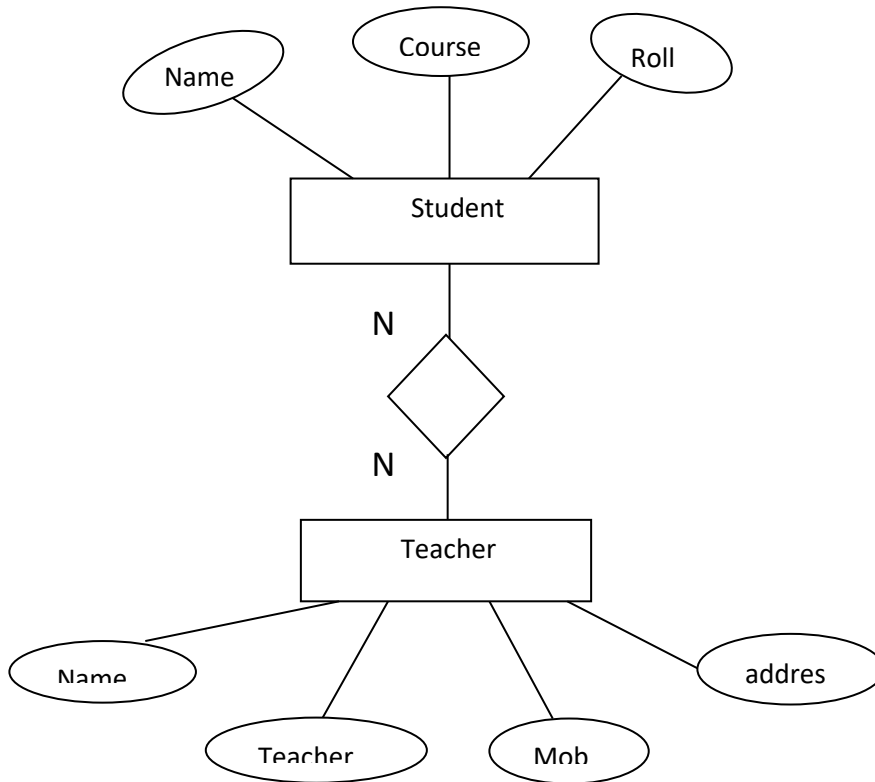 Name
Course
Roll
Student
N
N
Teacher
Name
addres
Teacher
Mob